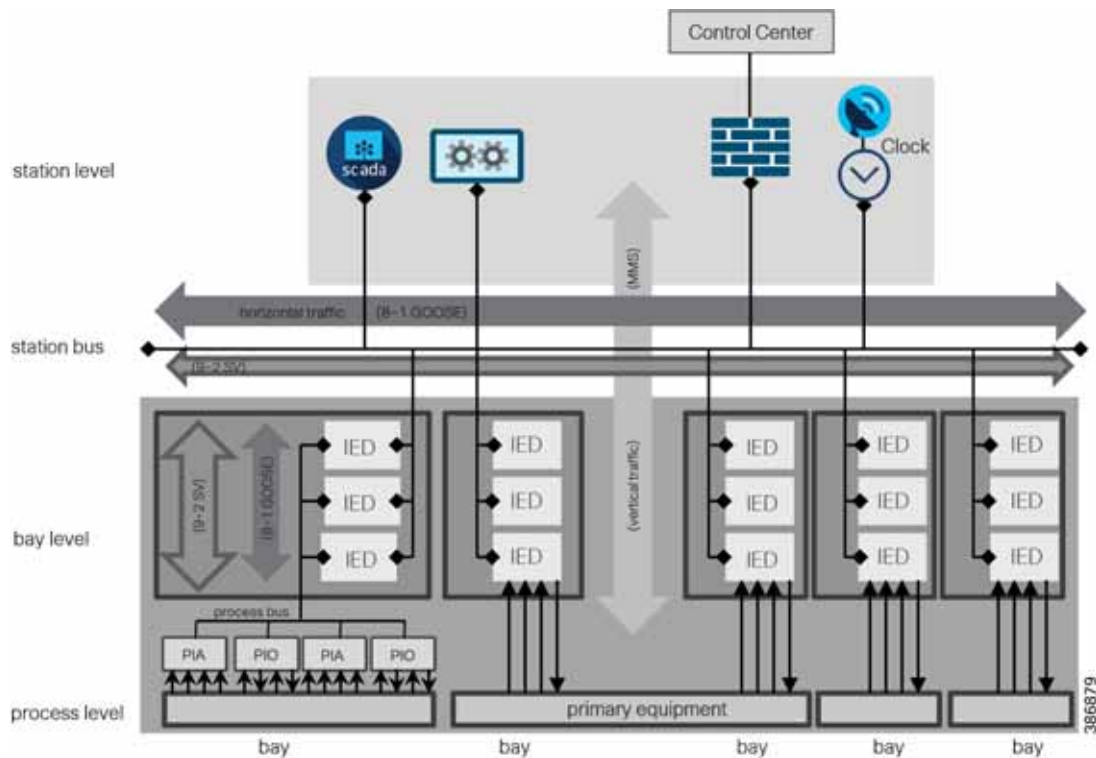 Control Center
scada
Clock
station level
(MMS)
horizontal traffic (8-1 GOOSE)
station bus
(9-2 SV)
IED
IED
IED
IED
IED
(9-2 SV)
(8-1 GOOSE)
(vertical traffic)
IED
IED
IED
IED
IED
bay level
IED
IED
IED
IED
IED
process bus
PIA
PIO
PIA
PIO
process level
primary equipment
386879
bay
bay
bay
bay
bay